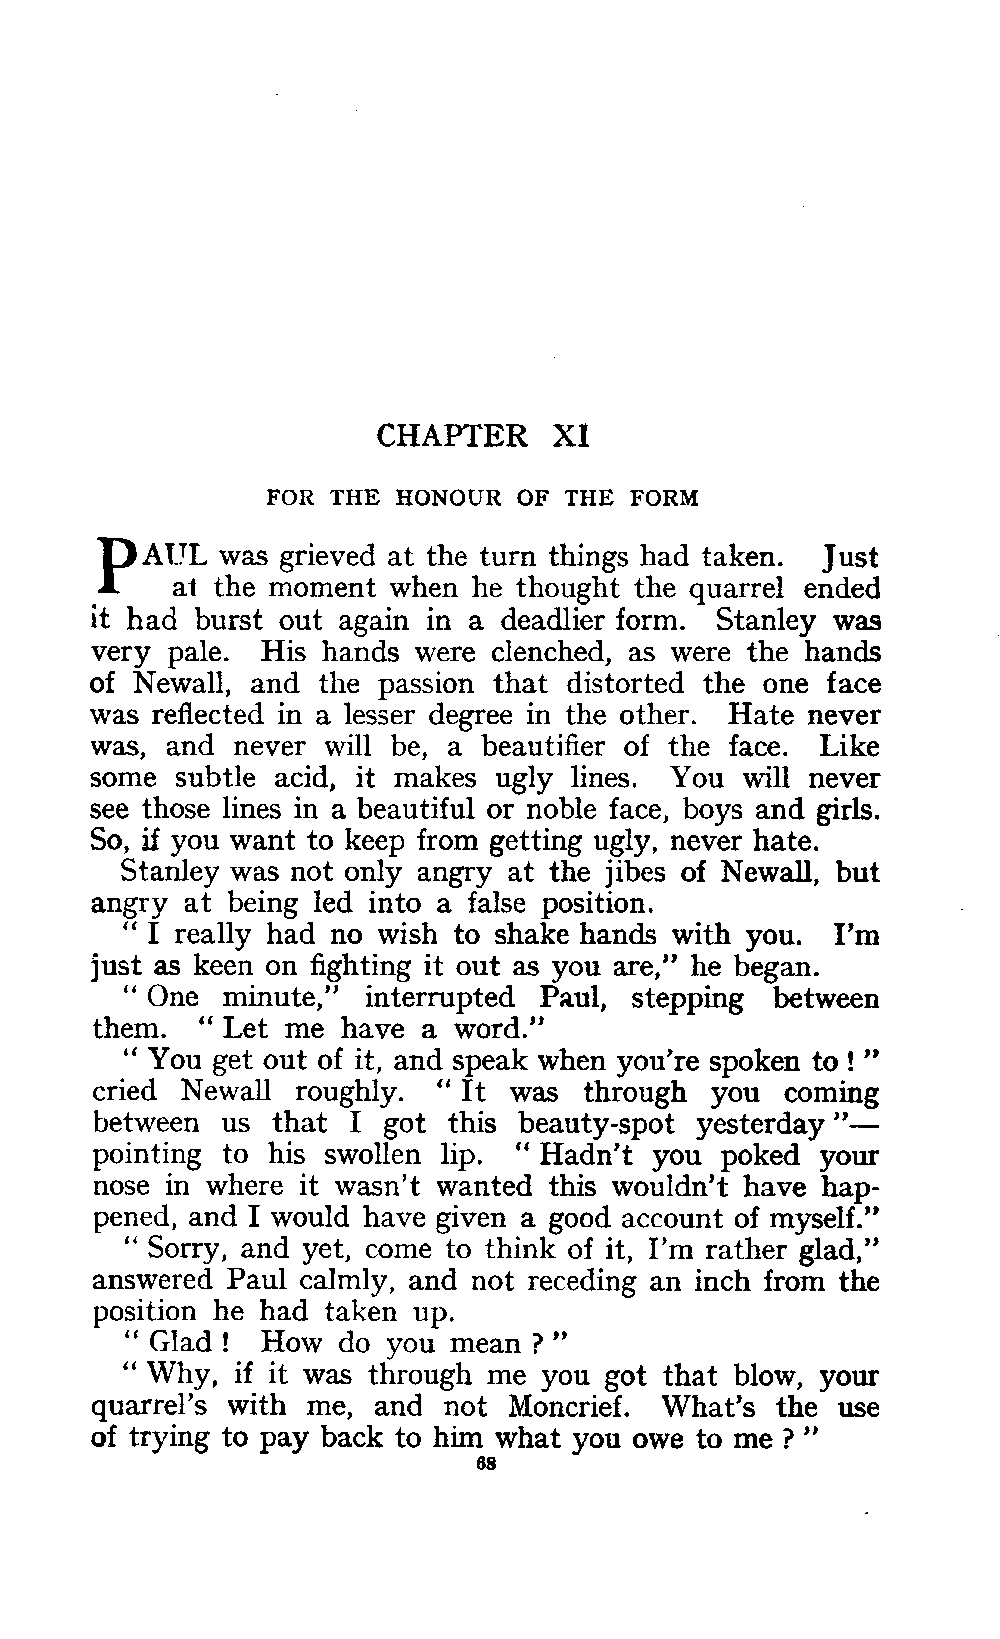 CHAPTER XI
FOR THE HONOUR OF THE FORM
PAUL was grieved at the turn things had taken. Just
at the moment when he thought the quarrel ended
it had burst out again in a deadlier form. Stanley was
very pale. His hands were clenched, as were the hands
of Newall, and the passion that distorted the one face
was reflected in a lesser degree in the other. Hate never
was, and never will be, a beautifier of the face. Like
some subtle acid, it makes ugly lines. You will never
see those lines in a beautiful or noble face, boys and girls.
So, if you want to keep from getting ugly, never hate.
Stanley was not only angry at the jibes of Newall, but
angry at being led into a false position.
" I really had no wish to shake hands with you. I'm
just as keen on fighting it out as you are," he began.
" One minute," interrupted Paul, stepping between
them. " Let me have a word."
" You get out of it, and speak when you're spoken to ! "
cried Newall roughly. " It was through you coming
between us that I got this beauty-spot yesterday "—
pointing to his swollen lip. " Hadn't you poked your
nose in where it wasn't wanted this wouldn't have hap-
pened, and I would have given a good account of myself."
" Sorry, and yet, come to think of it, I'm rather glad,"
answered Paul calmly, and not receding an inch from the
position he had taken up.
" Glad ! How do you mean ? "
" Why, if it was through me you got that blow, your
quarrel's with me, and not Moncrief. What's the use
of trying to pay back to him what you owe to me ? "
68